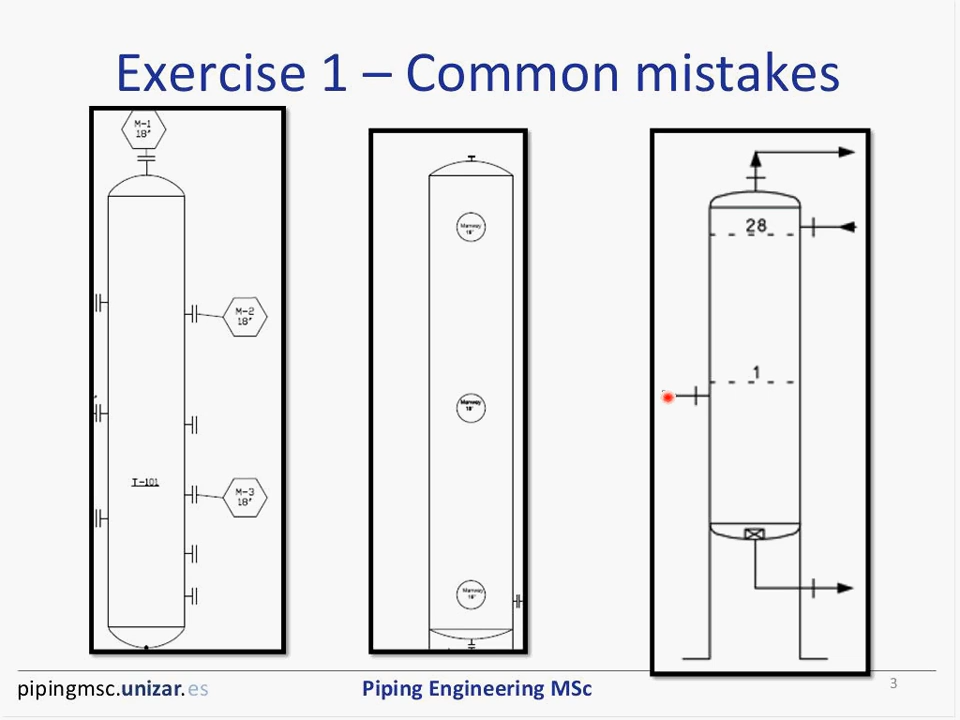 Exercise 1 – Common mistakes
M-1
18"
M-2
18"
T-101
M-3
18"
Manway
18"
Manway
18"
Manway
18"
28
1
pipingmsc.unizar.es
Piping Engineering MSc
3